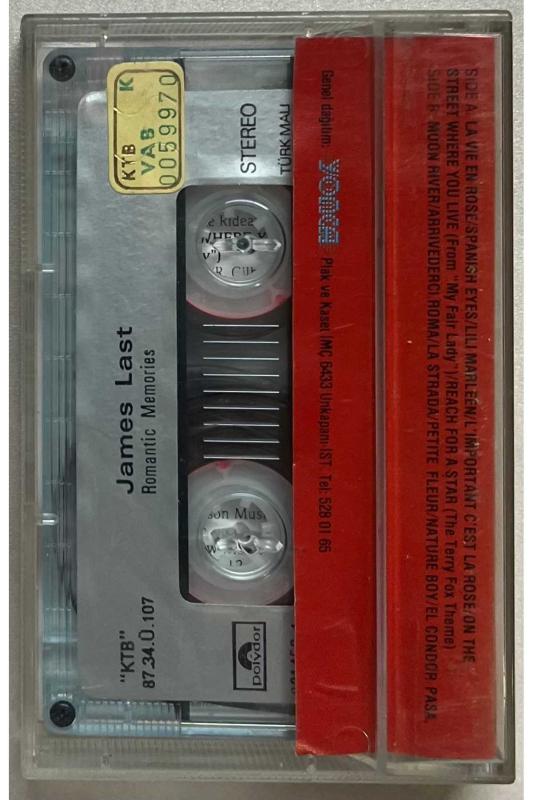 SIDE A: LA VIE EN ROSE/SPANISH EYES/LILI MARLEEN/L'IMPORTANT C'EST LA ROSE/ON THE
STREET WHERE YOU LIVE (From "My Fair Lady")/REACH FOR A STAR (The Terry Fox Theme)
SIDE B: MOON RIVER/ARRIVEDERCI ROMA/LA STRADA/PETITE FLEUR/NATURE BOY/EL CONDOR PASA,
Genel dağıtım: YONCA Plak ve Kaset İMÇ 6433 Unkapanı-İST. Tel: 528 01 65
KTB K
VAB
0059970
STEREO
TÜRK MALI
polydor
James Last
Romantic Memories
"KTB"
87.34.Ü.107